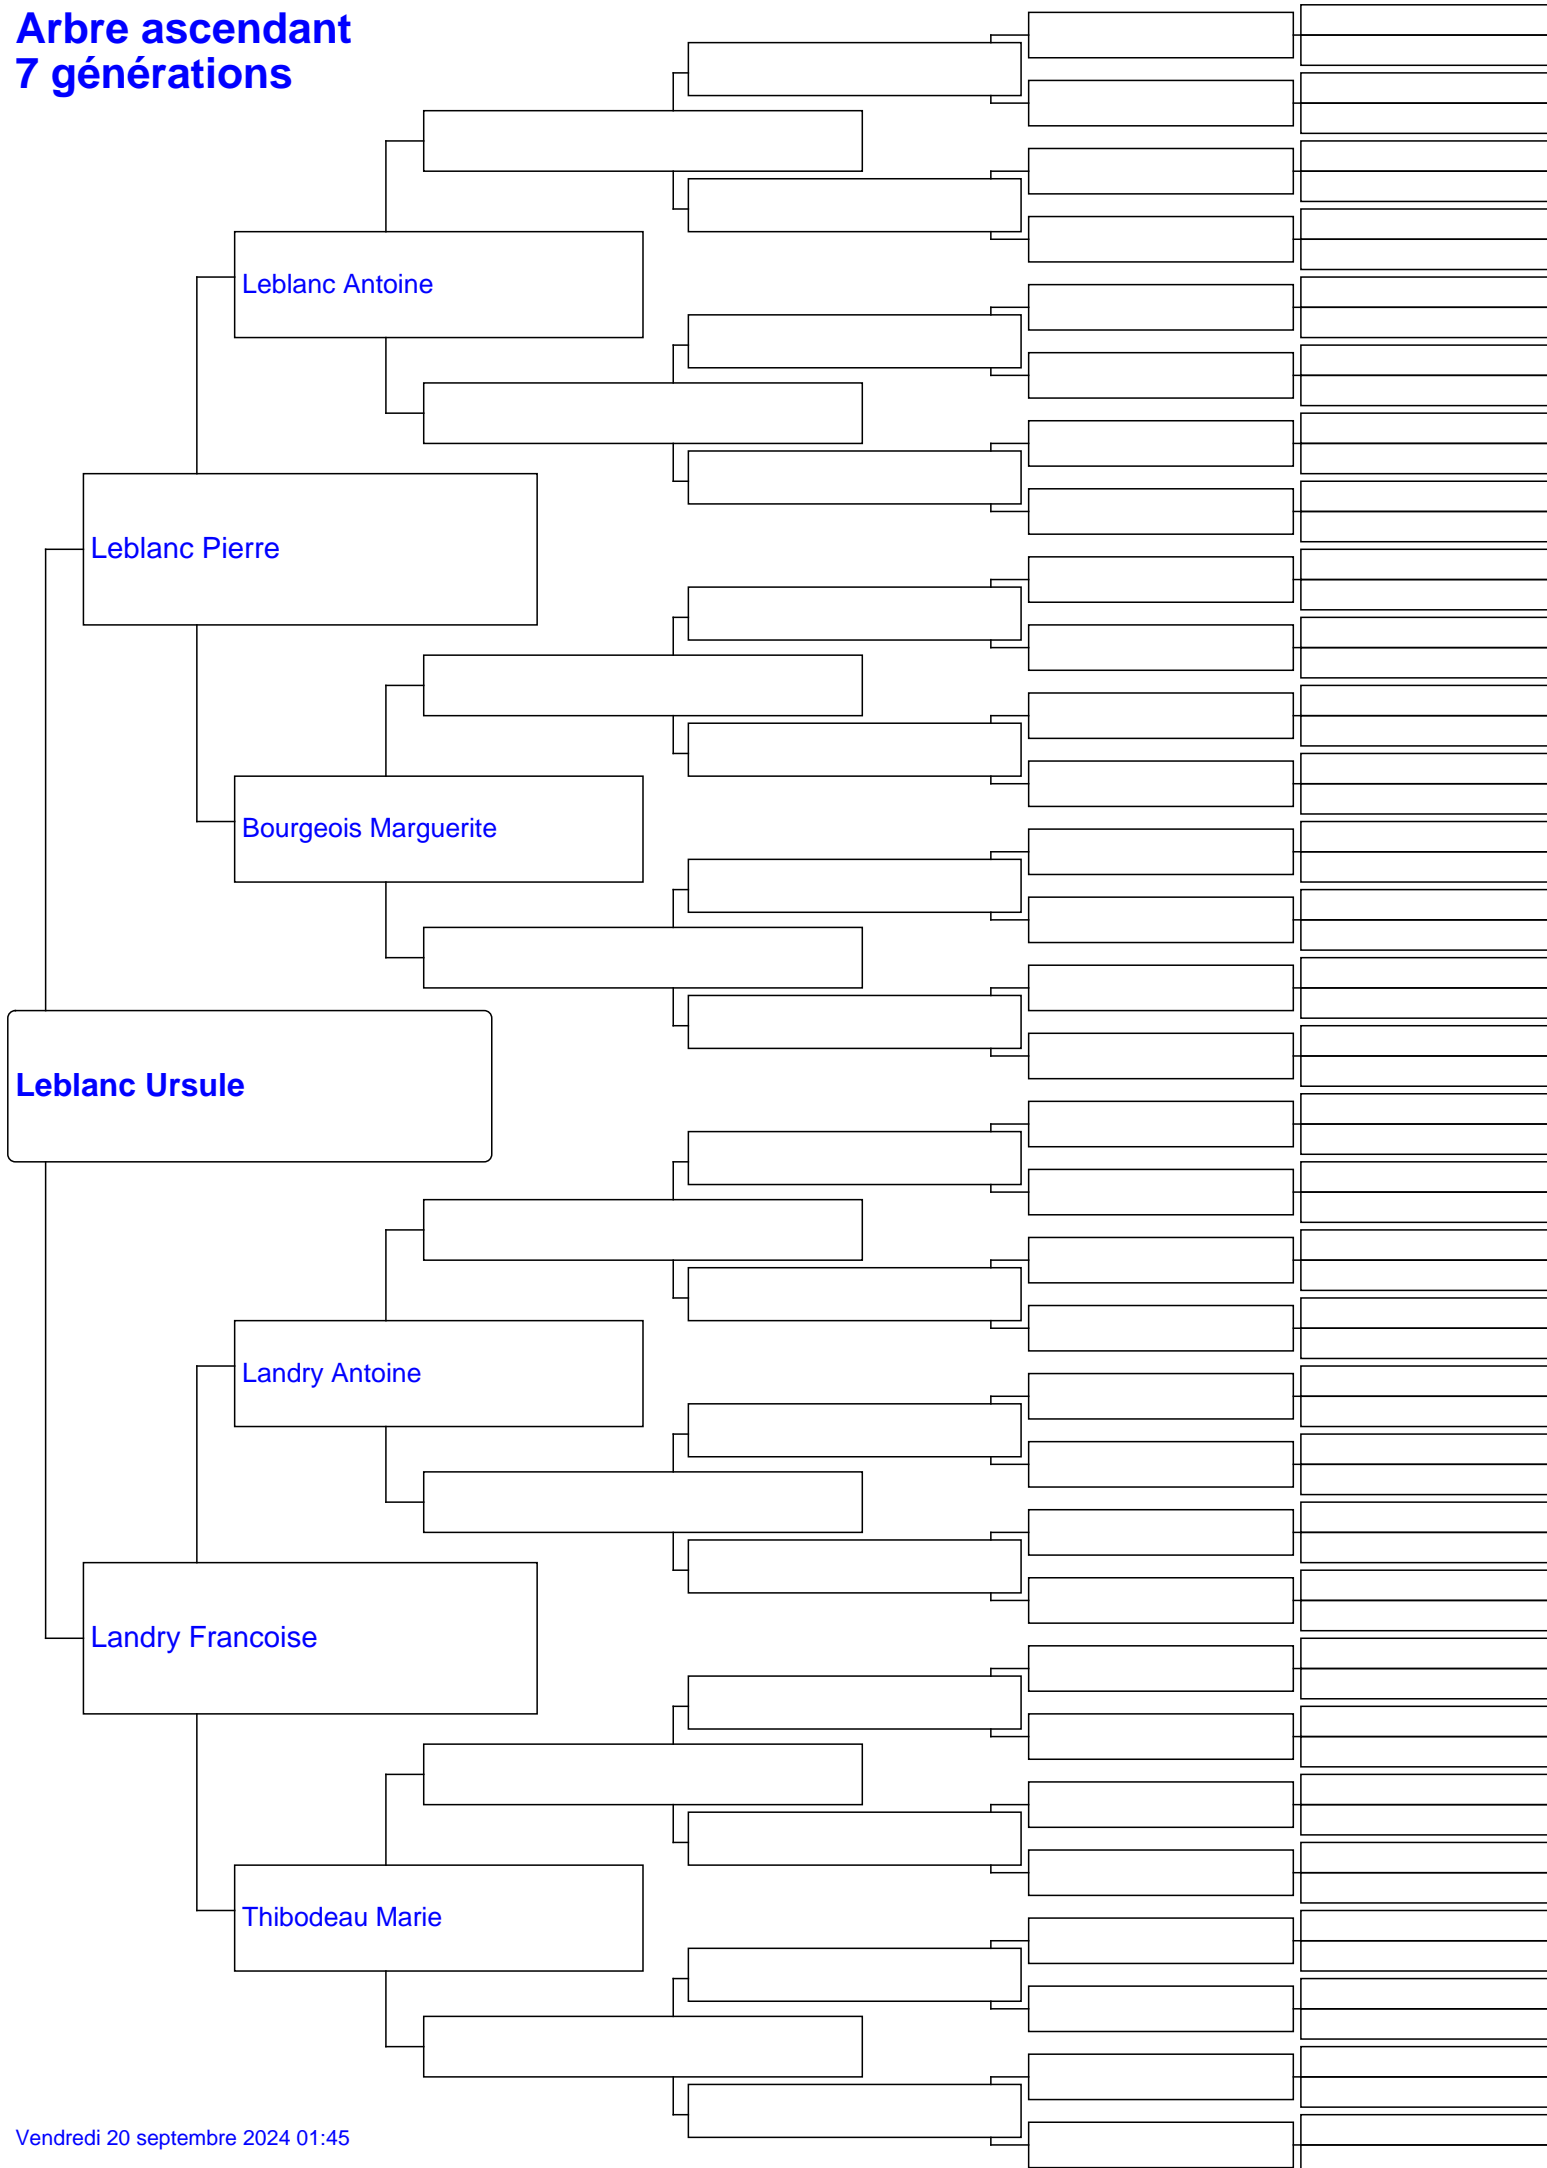 Arbre ascendant
7 générations
Leblanc Antoine
Leblanc Pierre
Bourgeois Marguerite
Leblanc Ursule
Landry Antoine
Landry Francoise
Thibodeau Marie
Vendredi 20 septembre 2024 01:45